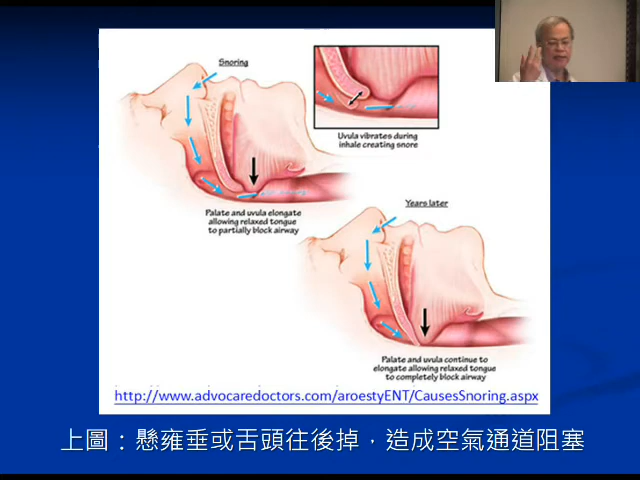 Snoring
Uvula vibrates during
inhale creating snore
Palate and uvula elongate
allowing relaxed tongue
to partially block airway
Years later
Palate and uvula continue to
elongate allowing relaxed tongue
to completely block airway
http://www.advocaredoctors.com/aroestyENT/CausesSnoring.aspx
上圖：懸雍垂或舌頭往後掉，造成空氣通道阻塞